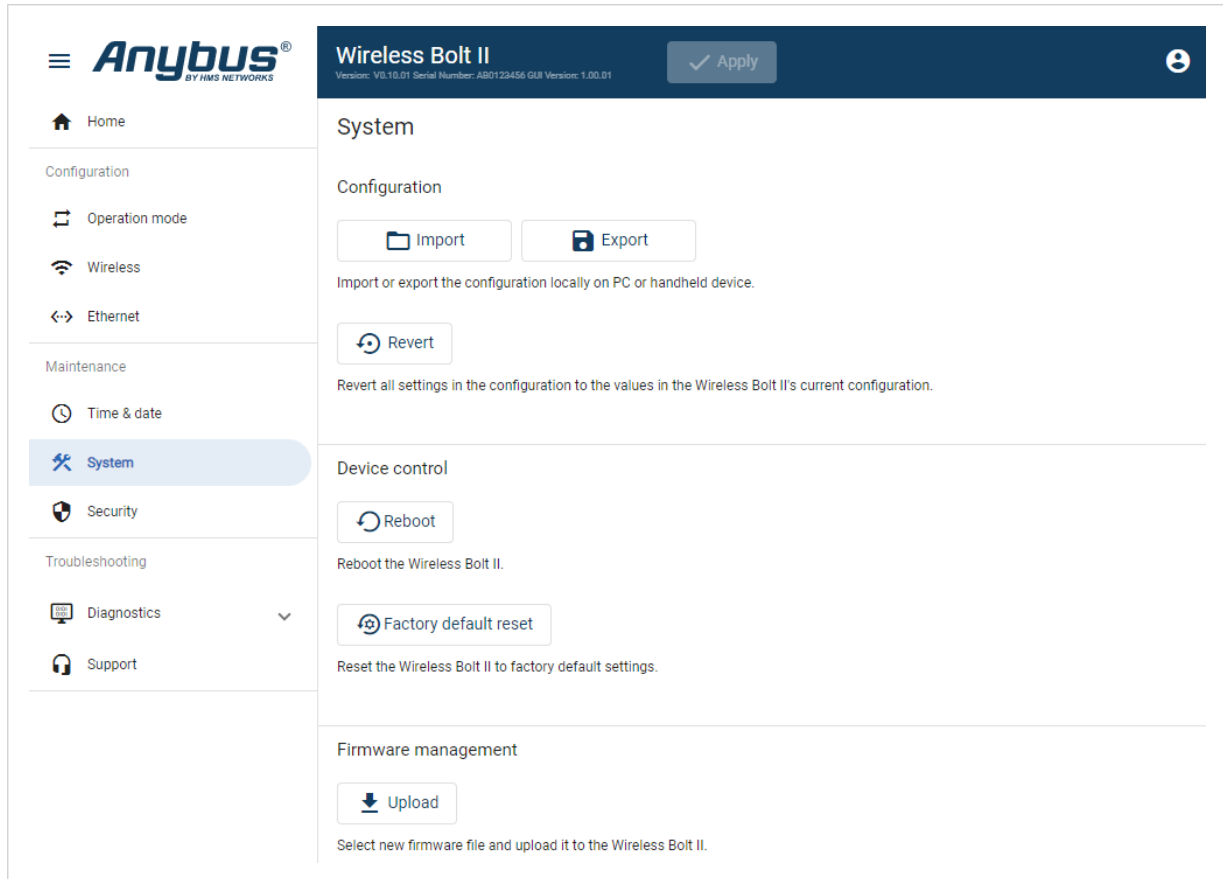 Anybus®
BY HMS NETWORKS
Wireless Bolt II
Version: V0.10.01 Serial Number: AB0123456 GUI Version: 1.00.01
Apply
Home
Configuration
Operation mode
Wireless
Ethernet
Maintenance
Time & date
System
Security
Troubleshooting
Diagnostics
Support
System
Configuration
Import
Export
Import or export the configuration locally on PC or handheld device.
Revert
Revert all settings in the configuration to the values in the Wireless Bolt II's current configuration.
Device control
Reboot
Reboot the Wireless Bolt II.
Factory default reset
Reset the Wireless Bolt II to factory default settings.
Firmware management
Upload
Select new firmware file and upload it to the Wireless Bolt II.